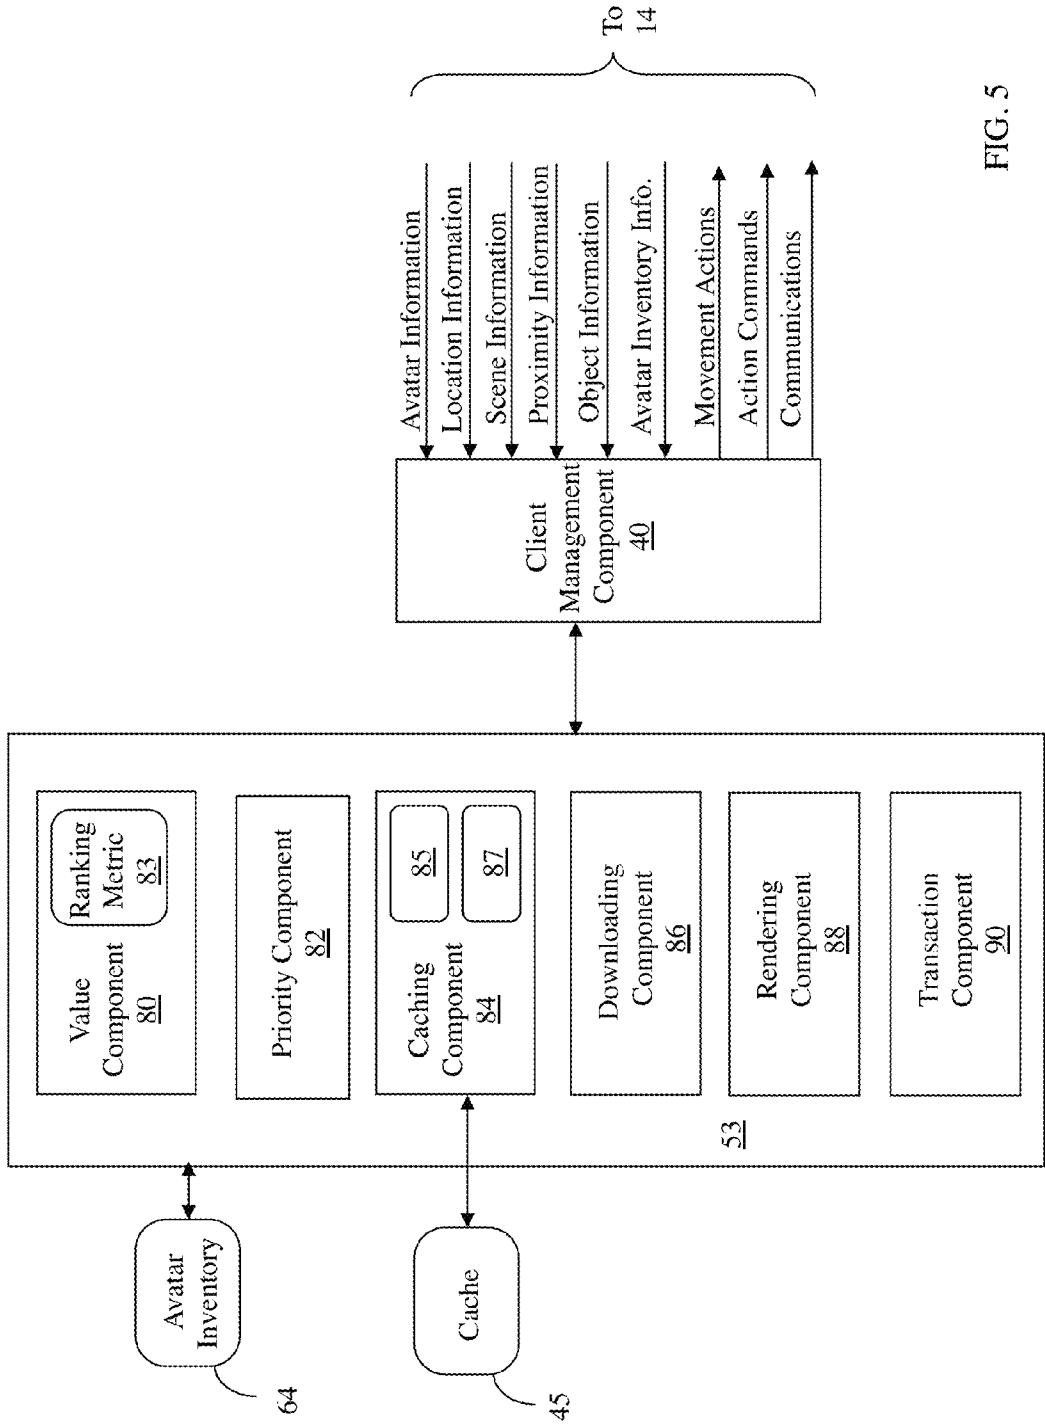 Avatar
Inventory
64
Cache
45
Value
Component
80
Ranking
Metric
83
Priority Component
82
Caching
Component
84
85
87
Downloading
Component
86
Rendering
Component
88
Transaction
Component
90
53
Client
Management
Component
40
Avatar Information
Location Information
Scene Information
Proximity Information
Object Information
Avatar Inventory Info.
Movement Actions
Action Commands
Communications
To
14
FIG. 5